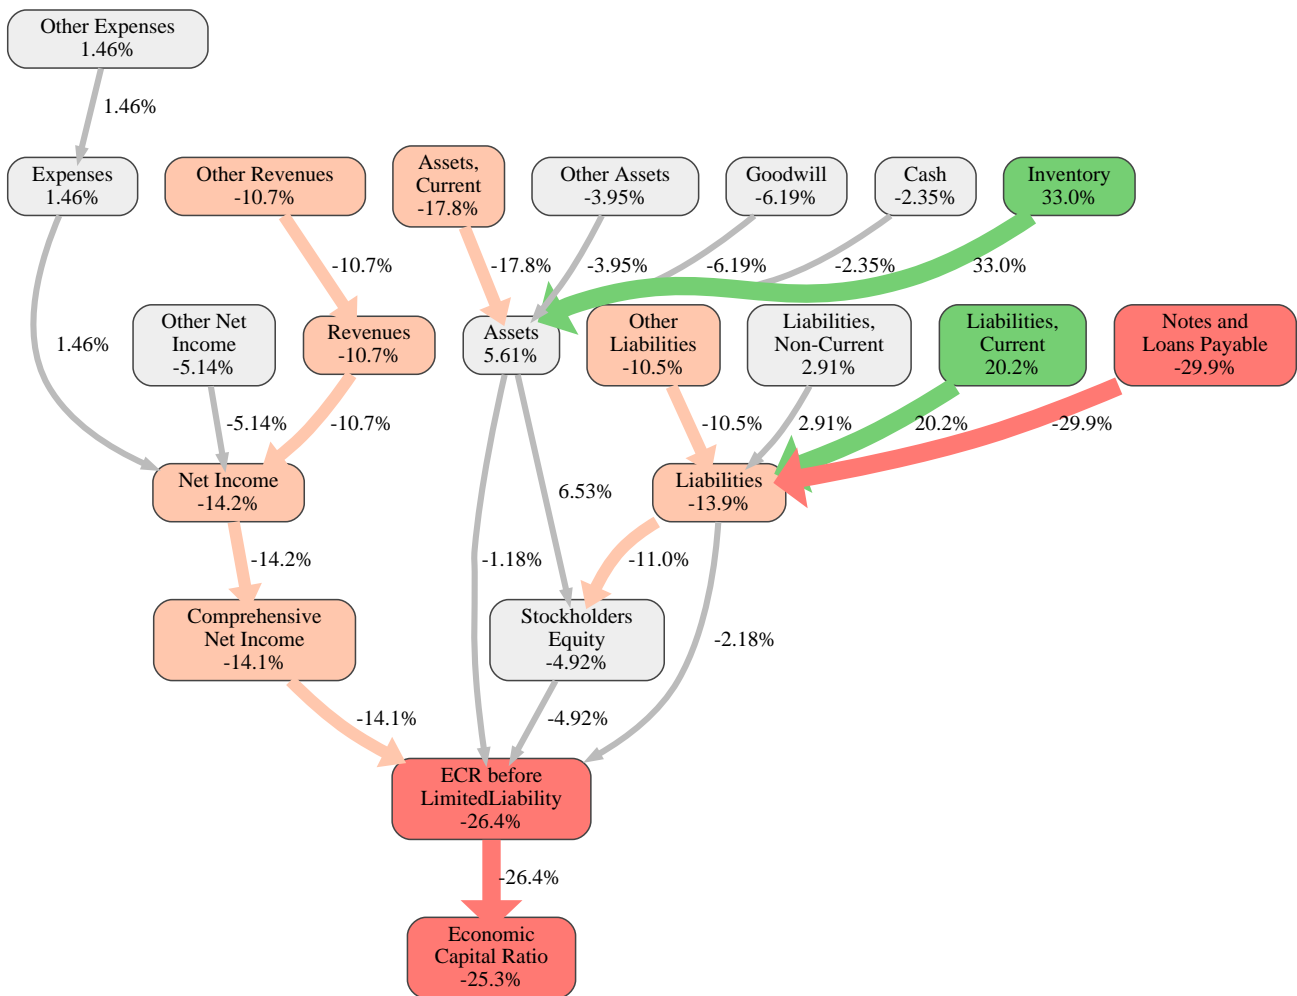 Other Expenses
1.46%
1.46%
Expenses
1.46%
Other Revenues
-10.7%
Assets,
Current
-17.8%
Other Assets
-3.95%
Goodwill
-6.19%
Cash
-2.35%
Inventory
33.0%
-10.7%
-17.8%
-3.95%
-6.19%
-2.35%
33.0%
1.46%
Other Net
Income
-5.14%
Revenues
-10.7%
Assets
5.61%
Other
Liabilities
-10.5%
Liabilities,
Non-Current
2.91%
Liabilities,
Current
20.2%
Notes and
Loans Payable
-29.9%
-5.14%
-10.7%
-10.5%
2.91%
20.2%
-29.9%
Net Income
-14.2%
6.53%
Liabilities
-13.9%
-14.2%
-1.18%
-11.0%
Comprehensive
Net Income
-14.1%
Stockholders
Equity
-4.92%
-2.18%
-14.1%
-4.92%
ECR before
LimitedLiability
-26.4%
-26.4%
Economic
Capital Ratio
-25.3%